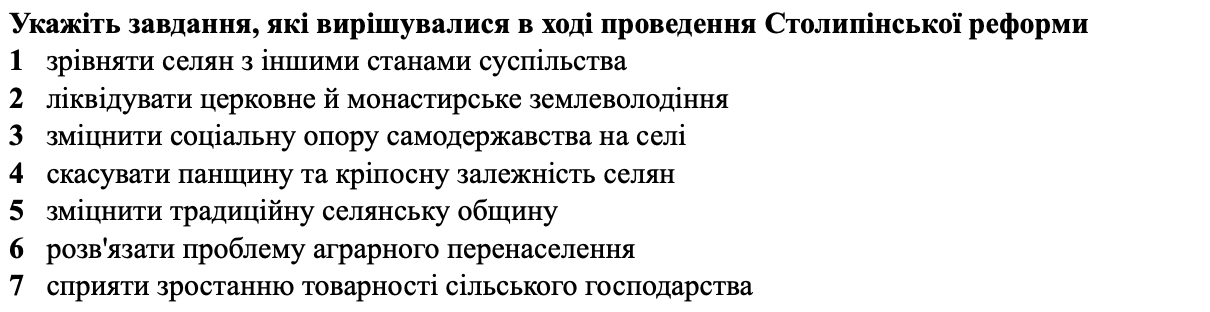 Укажіть завдання, які вирішувалися в ході проведення Столипінської реформи
1 зрівняти селян з іншими станами суспільства
2 ліквідувати церковне й монастирське землеволодіння
3 зміцнити соціальну опору самодержавства на селі
4 скасувати панщину та кріпосну залежність селян
5 зміцнити традиційну селянську общину
6 розв'язати проблему аграрного перенаселення
7 сприяти зростанню товарності сільського господарства